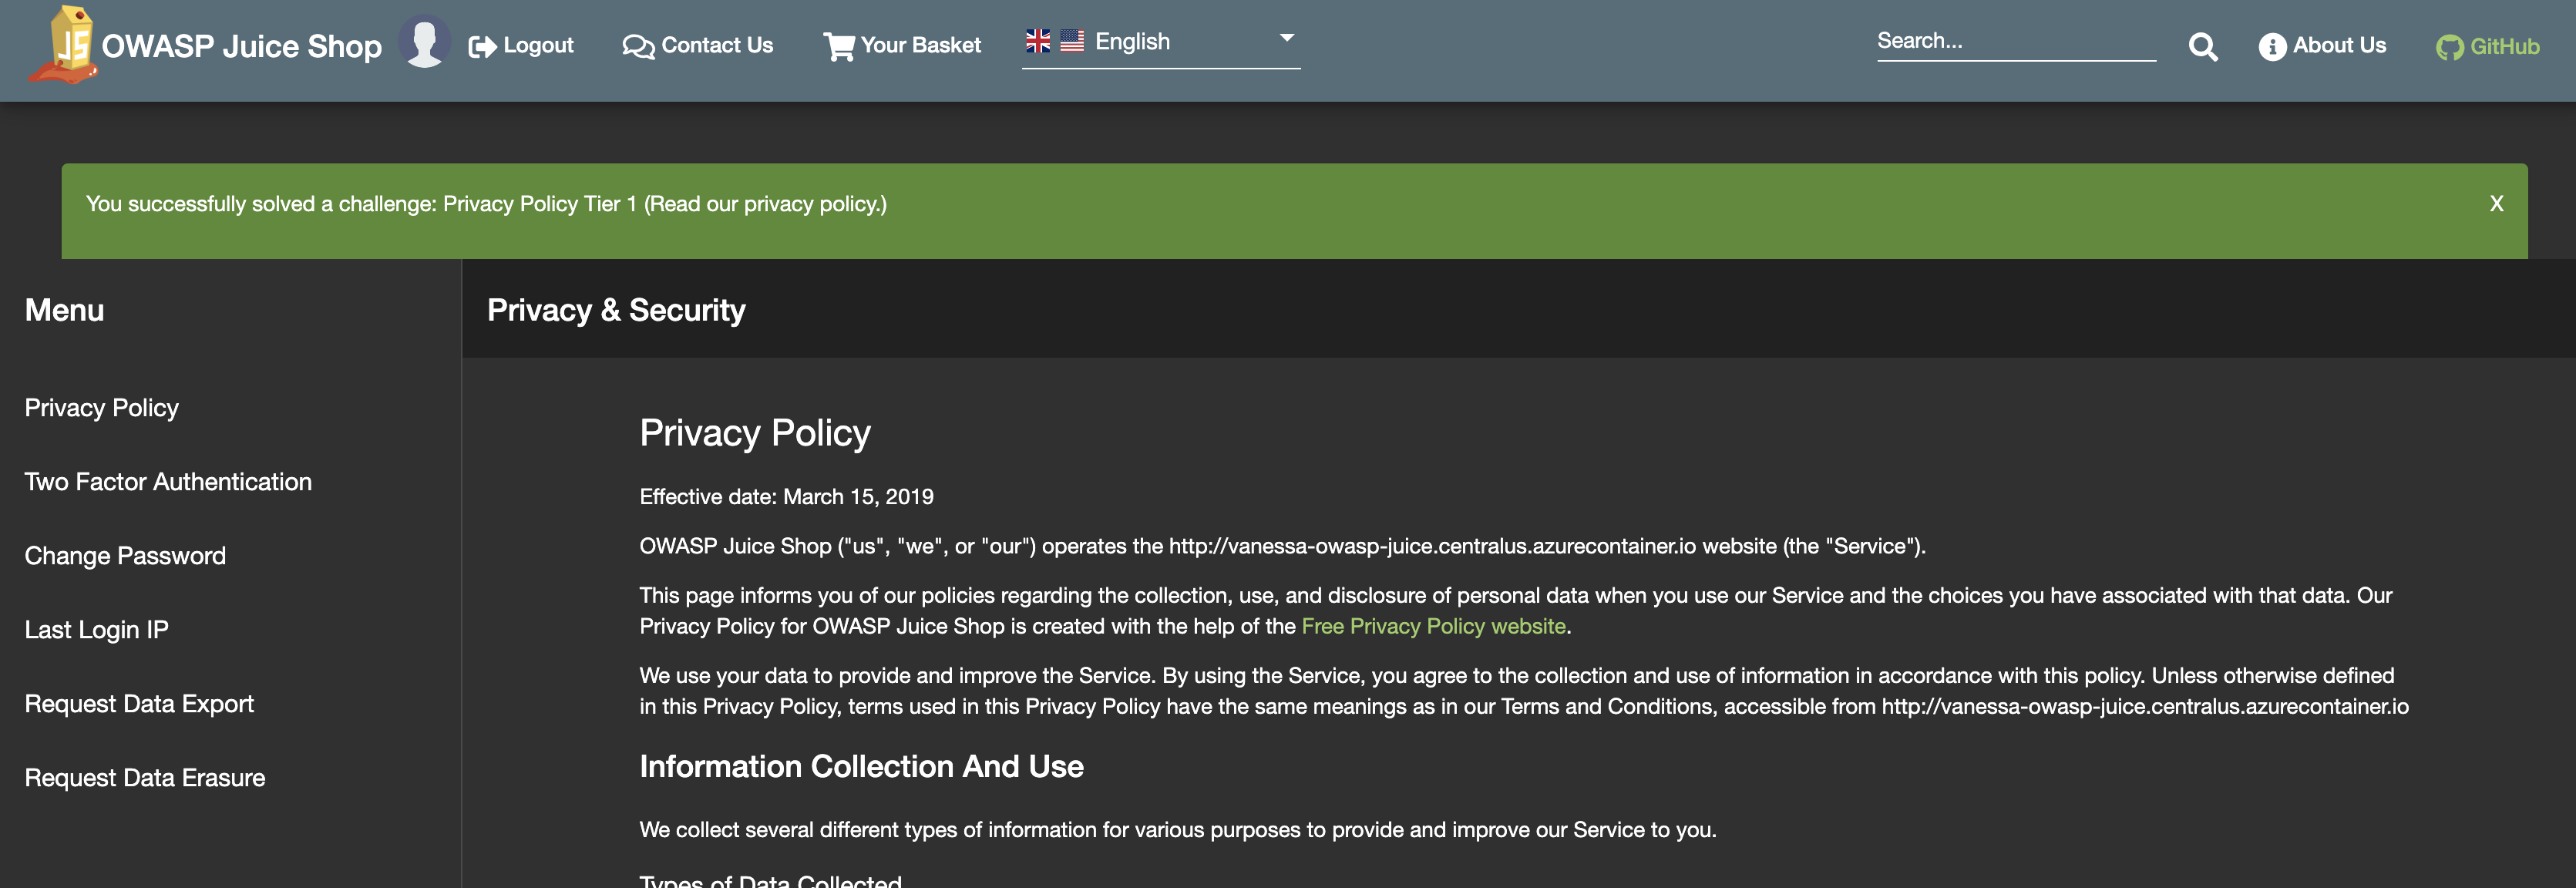 JS OWASP Juice Shop Logout Contact Us Your Basket English Search... About Us GitHub
You successfully solved a challenge: Privacy Policy Tier 1 (Read our privacy policy.) X
Menu
Privacy & Security
Privacy Policy
Two Factor Authentication
Change Password
Last Login IP
Request Data Export
Request Data Erasure
Privacy Policy
Effective date: March 15, 2019
OWASP Juice Shop ("us", "we", or "our") operates the http://vanessa-owasp-juice.centralus.azurecontainer.io website (the "Service").
This page informs you of our policies regarding the collection, use, and disclosure of personal data when you use our Service and the choices you have associated with that data. Our
Privacy Policy for OWASP Juice Shop is created with the help of the Free Privacy Policy website.
We use your data to provide and improve the Service. By using the Service, you agree to the collection and use of information in accordance with this policy. Unless otherwise defined
in this Privacy Policy, terms used in this Privacy Policy have the same meanings as in our Terms and Conditions, accessible from http://vanessa-owasp-juice.centralus.azurecontainer.io
Information Collection And Use
We collect several different types of information for various purposes to provide and improve our Service to you.
Types of Data Collected